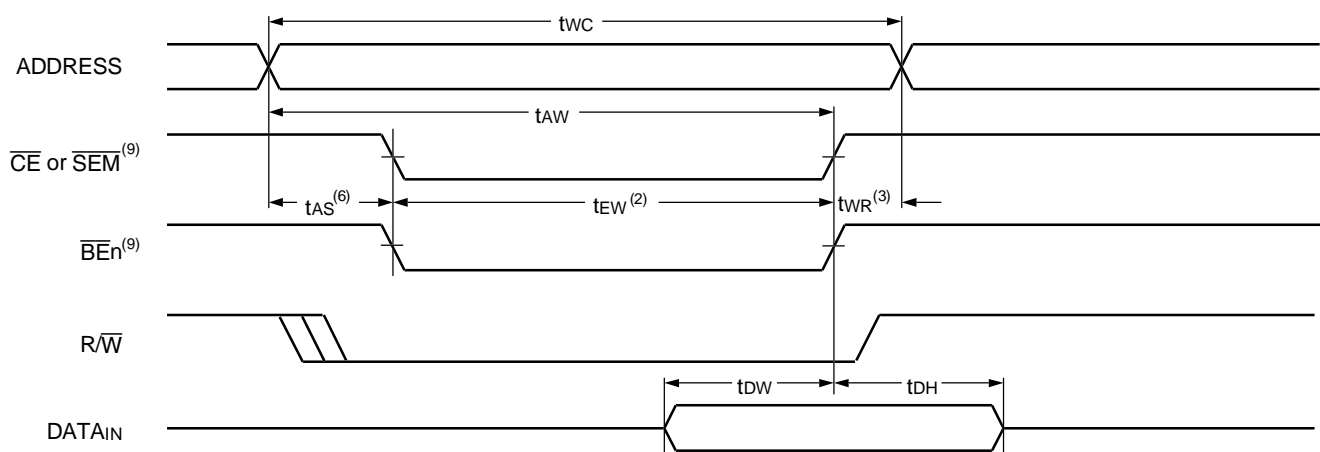 tWC
ADDRESS
tAW
CE or SEM(9)
tAS(6) tEW(2) tWR(3)
BEn(9)
R/W
tDW tDH
DATAIN